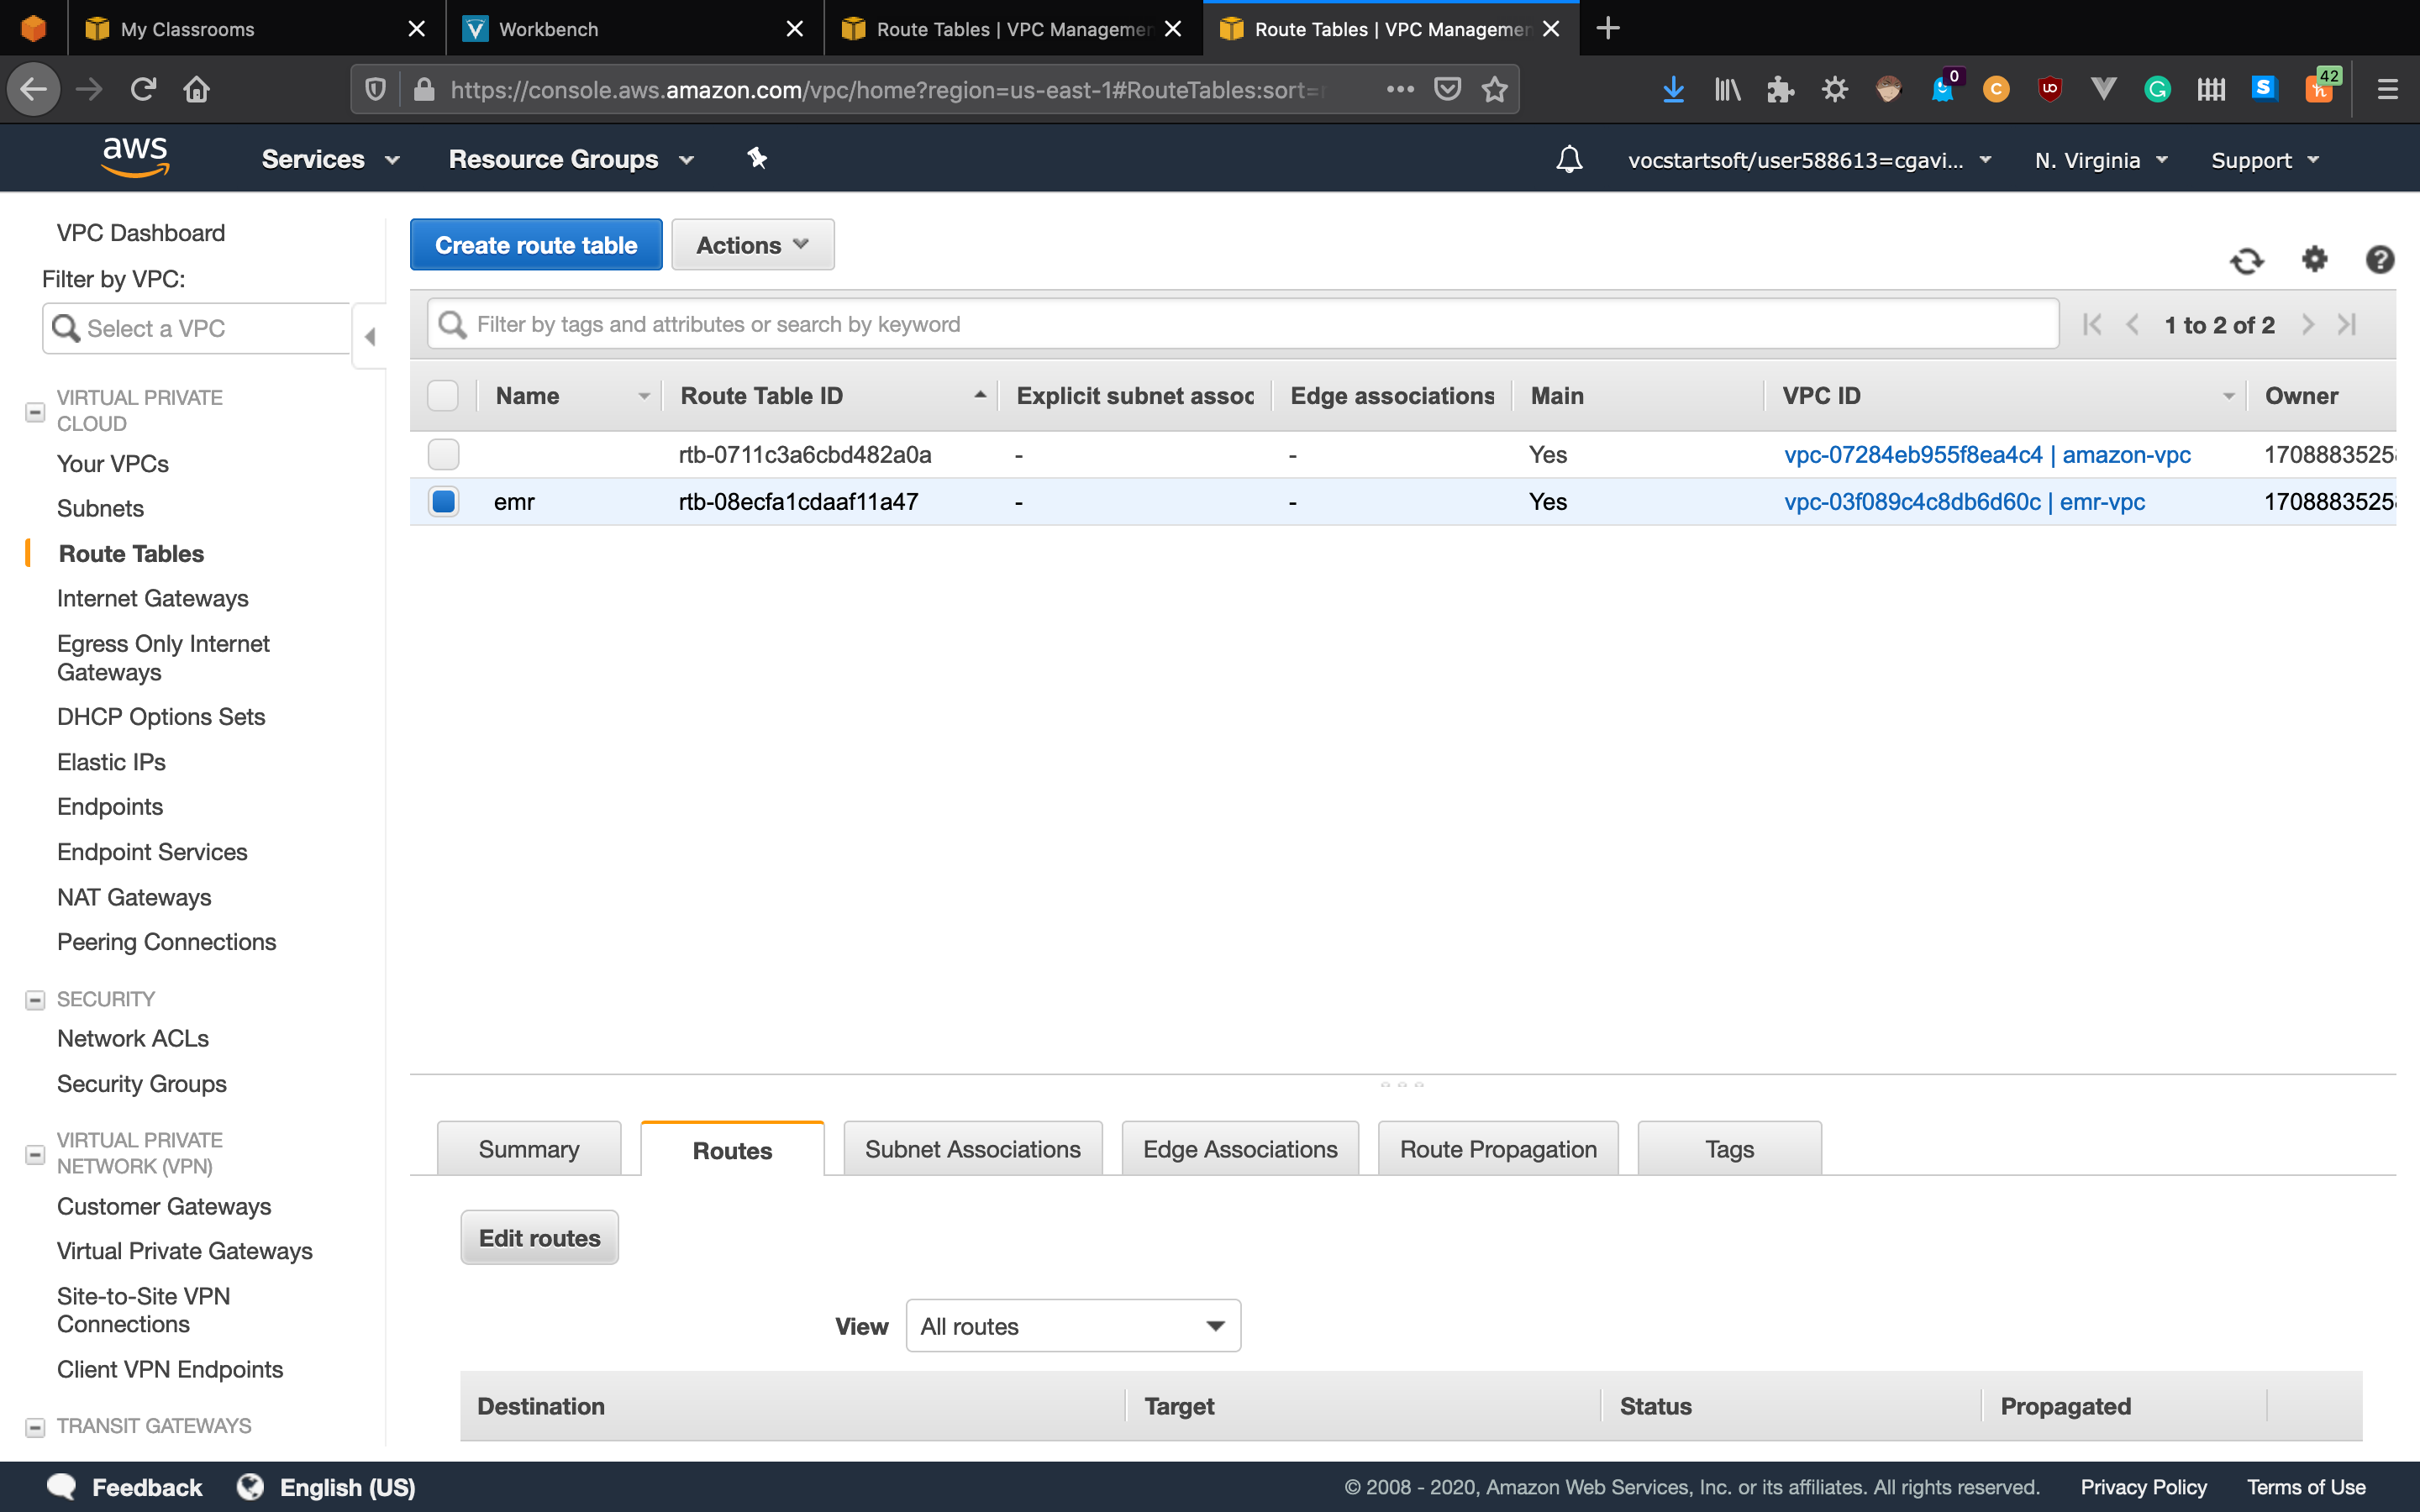 My Classrooms
Workbench
Route Tables | VPC Managemen
Route Tables | VPC Managemen
https://console.aws.amazon.com/vpc/home?region=us-east-1#RouteTables:sort=
0
42
aws
Services
Resource Groups
vocstartsoft/user588613=cgavi...
N. Virginia
Support
VPC Dashboard
Filter by VPC:
Select a VPC
VIRTUAL PRIVATE
CLOUD
Your VPCs
Subnets
Route Tables
Internet Gateways
Egress Only Internet
Gateways
DHCP Options Sets
Elastic IPs
Endpoints
Endpoint Services
NAT Gateways
Peering Connections
SECURITY
Network ACLs
Security Groups
VIRTUAL PRIVATE
NETWORK (VPN)
Customer Gateways
Virtual Private Gateways
Site-to-Site VPN
Connections
Client VPN Endpoints
TRANSIT GATEWAYS
Create route table
Actions
Filter by tags and attributes or search by keyword
1 to 2 of 2
Name Route Table ID Explicit subnet assoc Edge associations Main VPC ID Owner
rtb-0711c3a6cbd482a0a - - Yes vpc-07284eb955f8ea4c4 | amazon-vpc 1708883525
emr rtb-08ecfa1cdaaf11a47 - - Yes vpc-03f089c4c8db6d60c | emr-vpc 1708883525
Summary
Routes
Subnet Associations
Edge Associations
Route Propagation
Tags
Edit routes
View All routes
Destination Target Status Propagated
Feedback
English (US)
© 2008 - 2020, Amazon Web Services, Inc. or its affiliates. All rights reserved.
Privacy Policy
Terms of Use